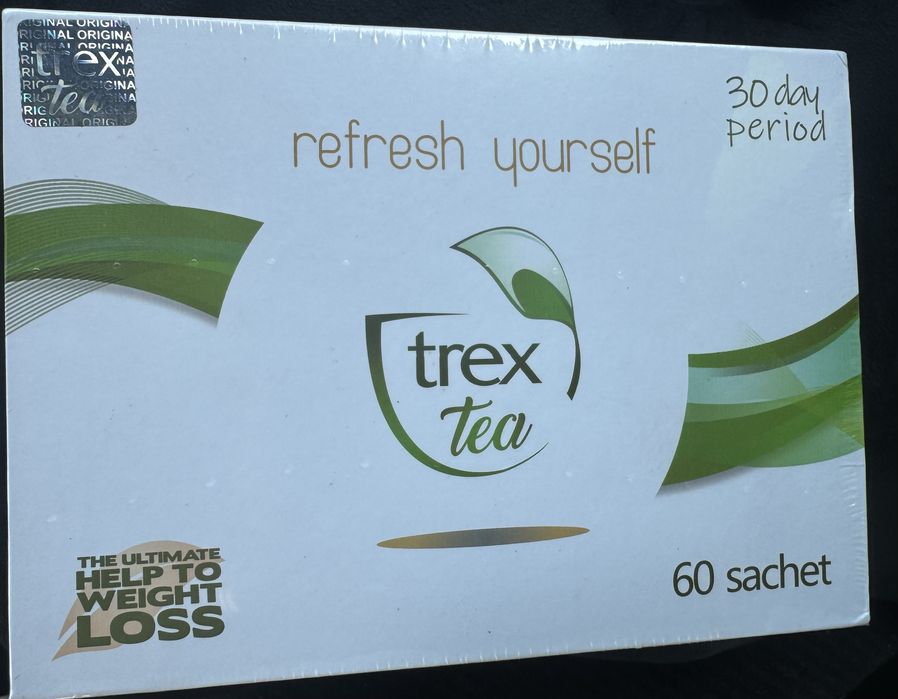 ORIGINAL ORIGINA
trex
tea
30 day
period
refresh yourself
trex
tea
THE ULTIMATE
HELP TO
WEIGHT
LOSS
60 sachet